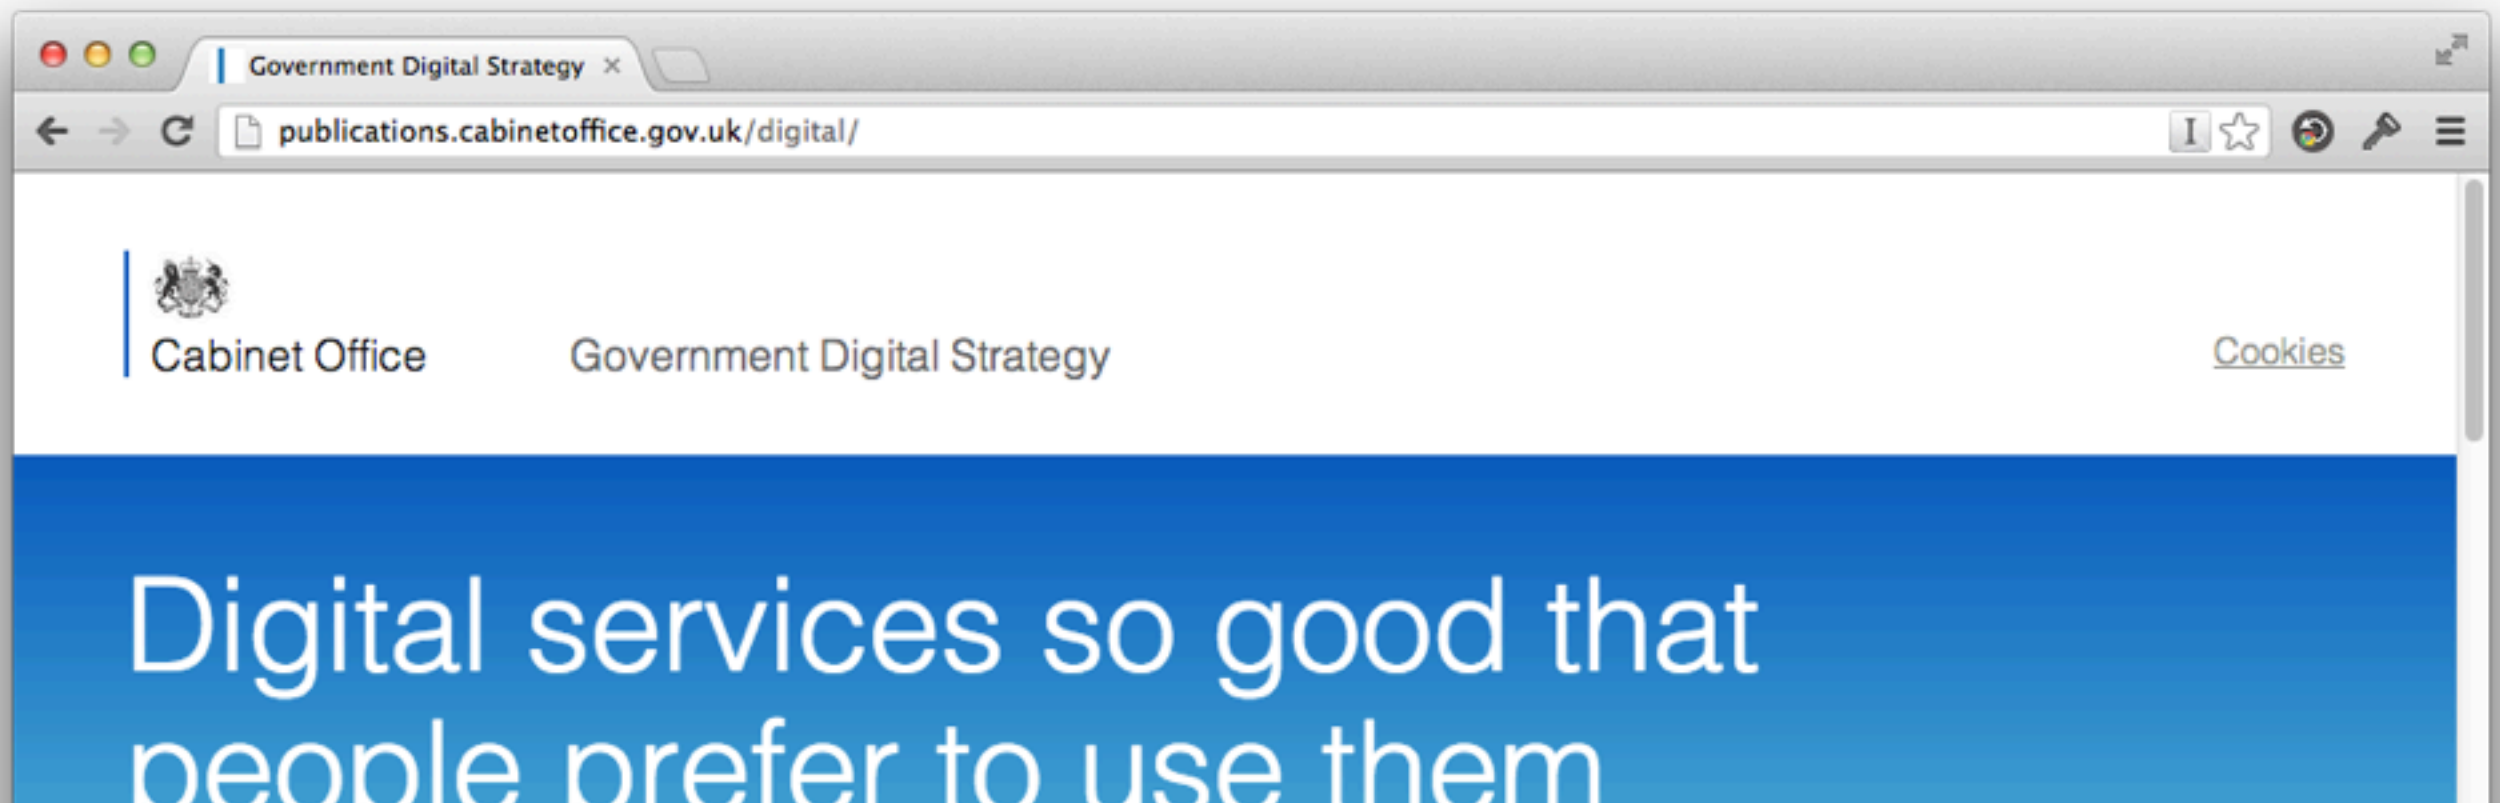 Government Digital Strategy
publications.cabinetoffice.gov.uk/digital/
Cabinet Office
Government Digital Strategy
Cookies
Digital services so good that
people prefer to use them